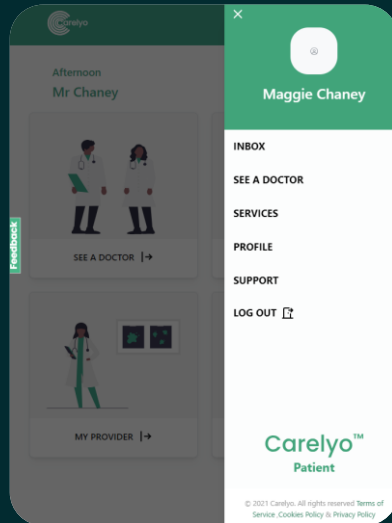 Carelyo
Afternoon
Mr Chaney
SEE A DOCTOR
MY PROVIDER
Feedback
Maggie Chaney
INBOX
SEE A DOCTOR
SERVICES
PROFILE
SUPPORT
LOG OUT
Carelyo™
Patient
© 2021 Carelyo. All rights reserved Terms of
Service ,Cookies Policy & Privacy Policy